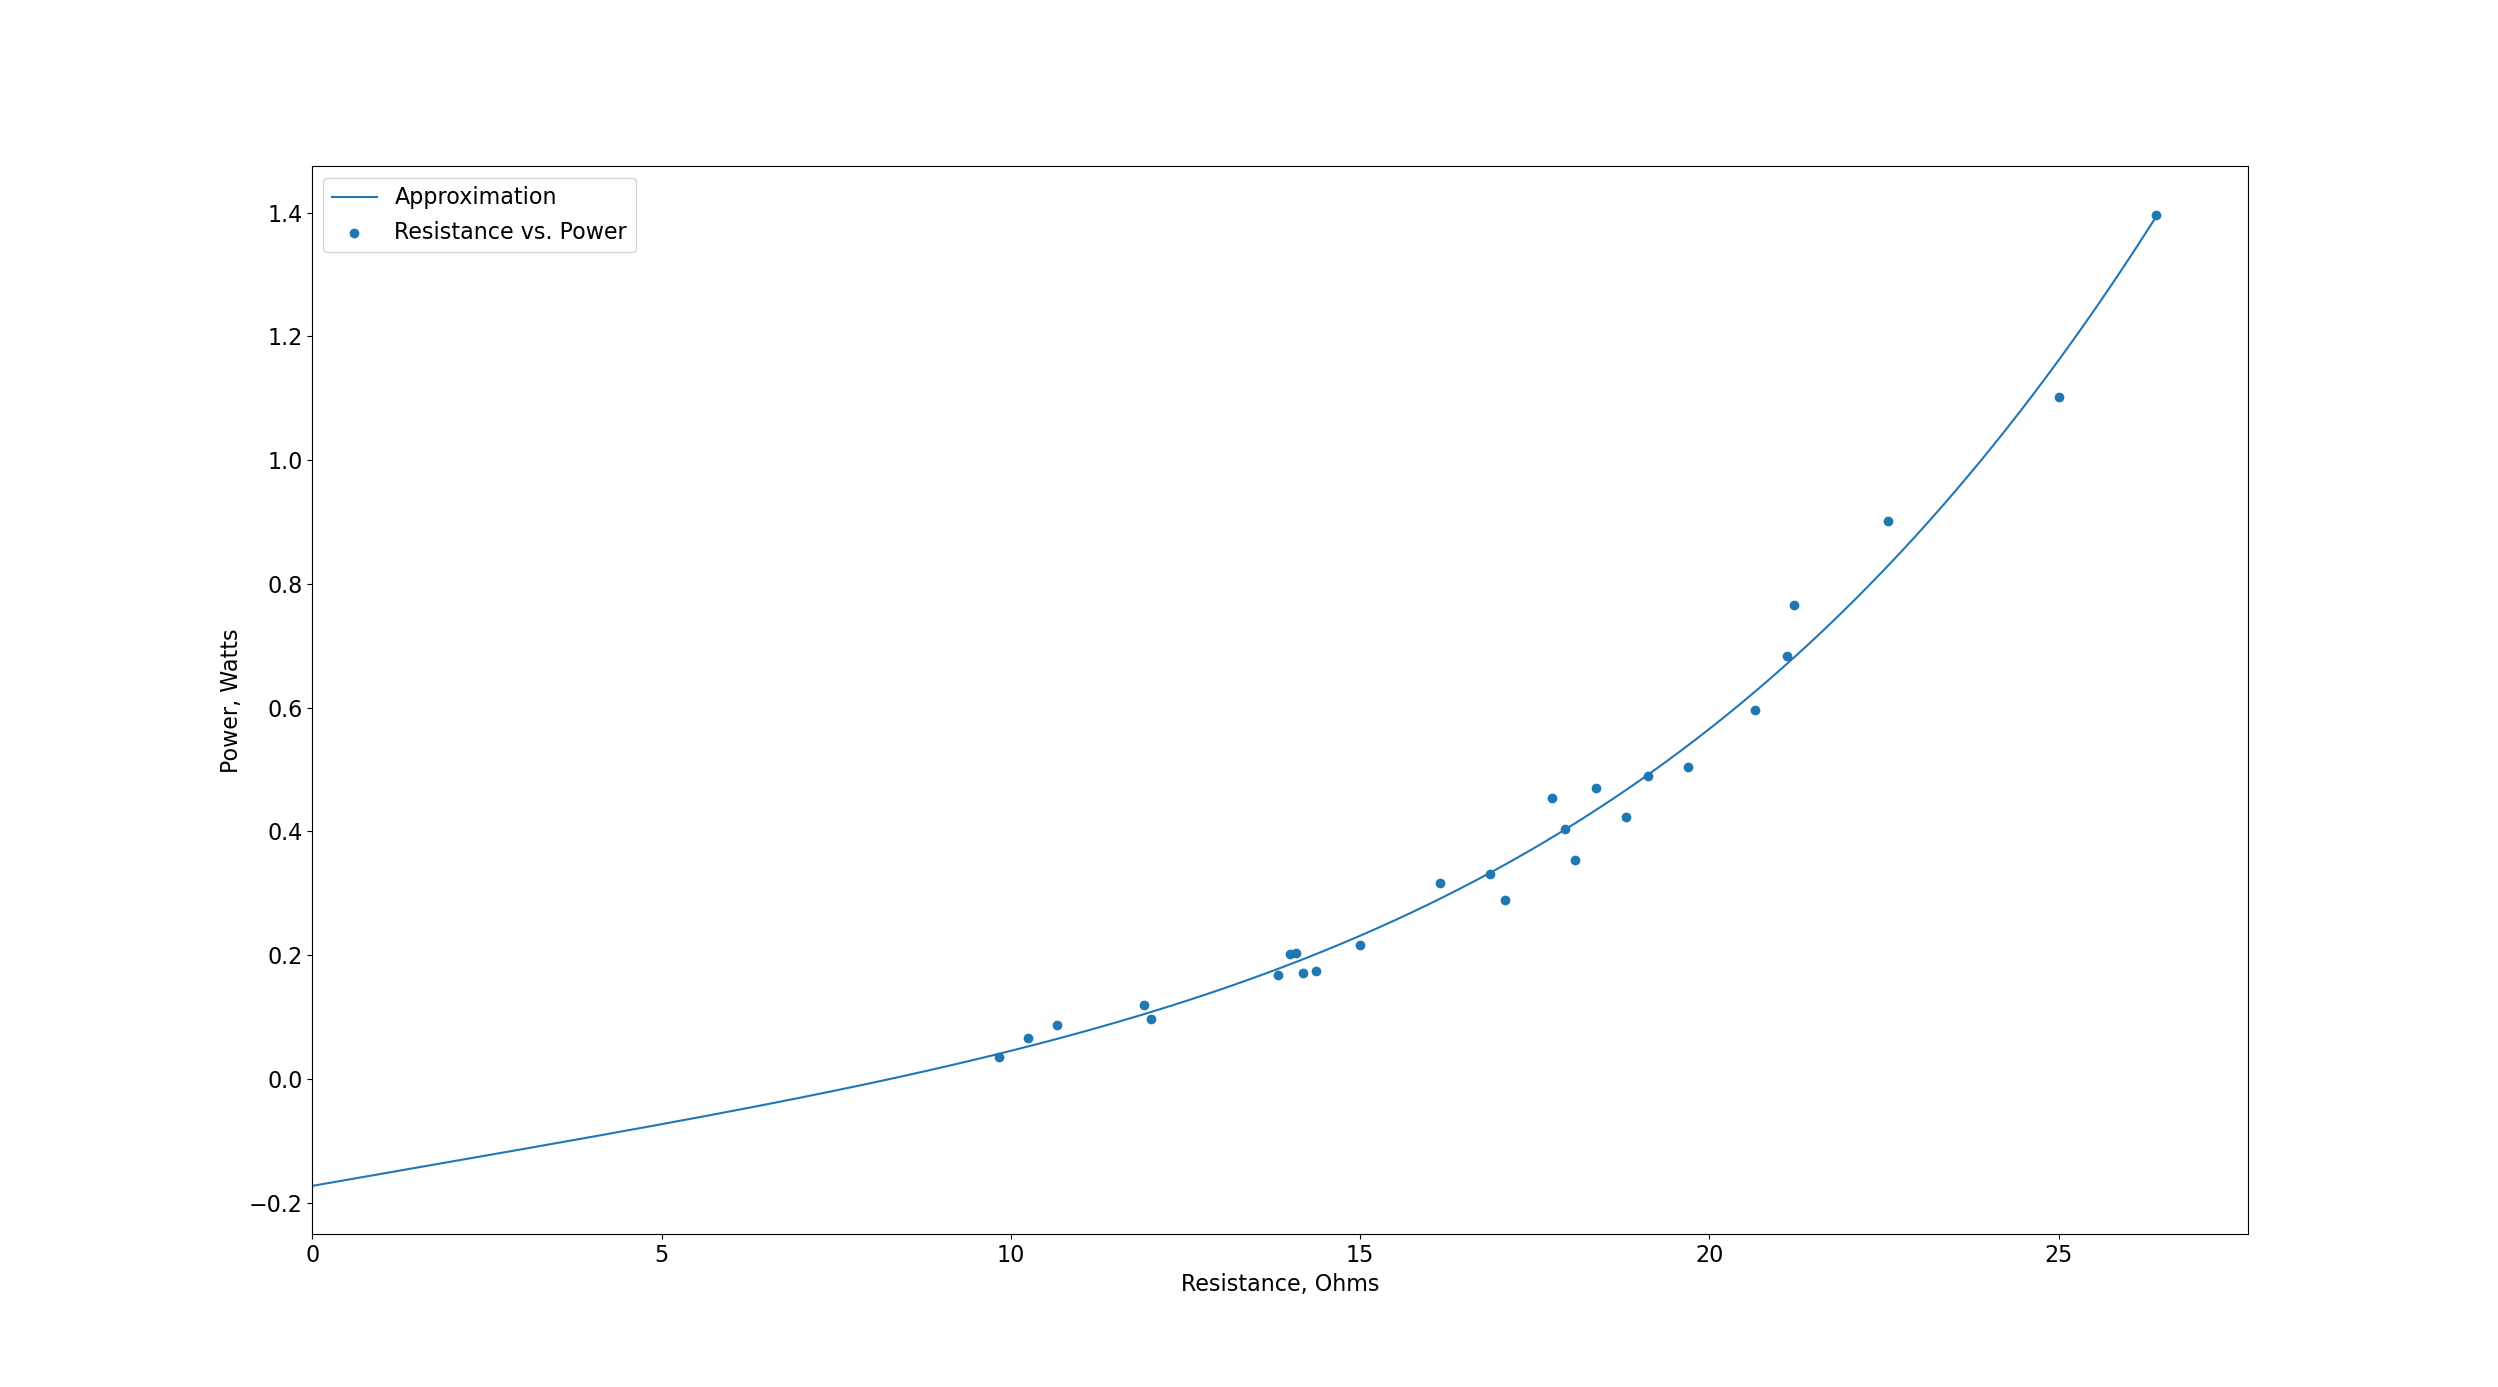 Approximation
Resistance vs. Power
1.4
1.2
1.0
0.8
0.6
0.4
0.2
0.0
−0.2
Power, Watts
0 5 10 15 20 25
Resistance, Ohms